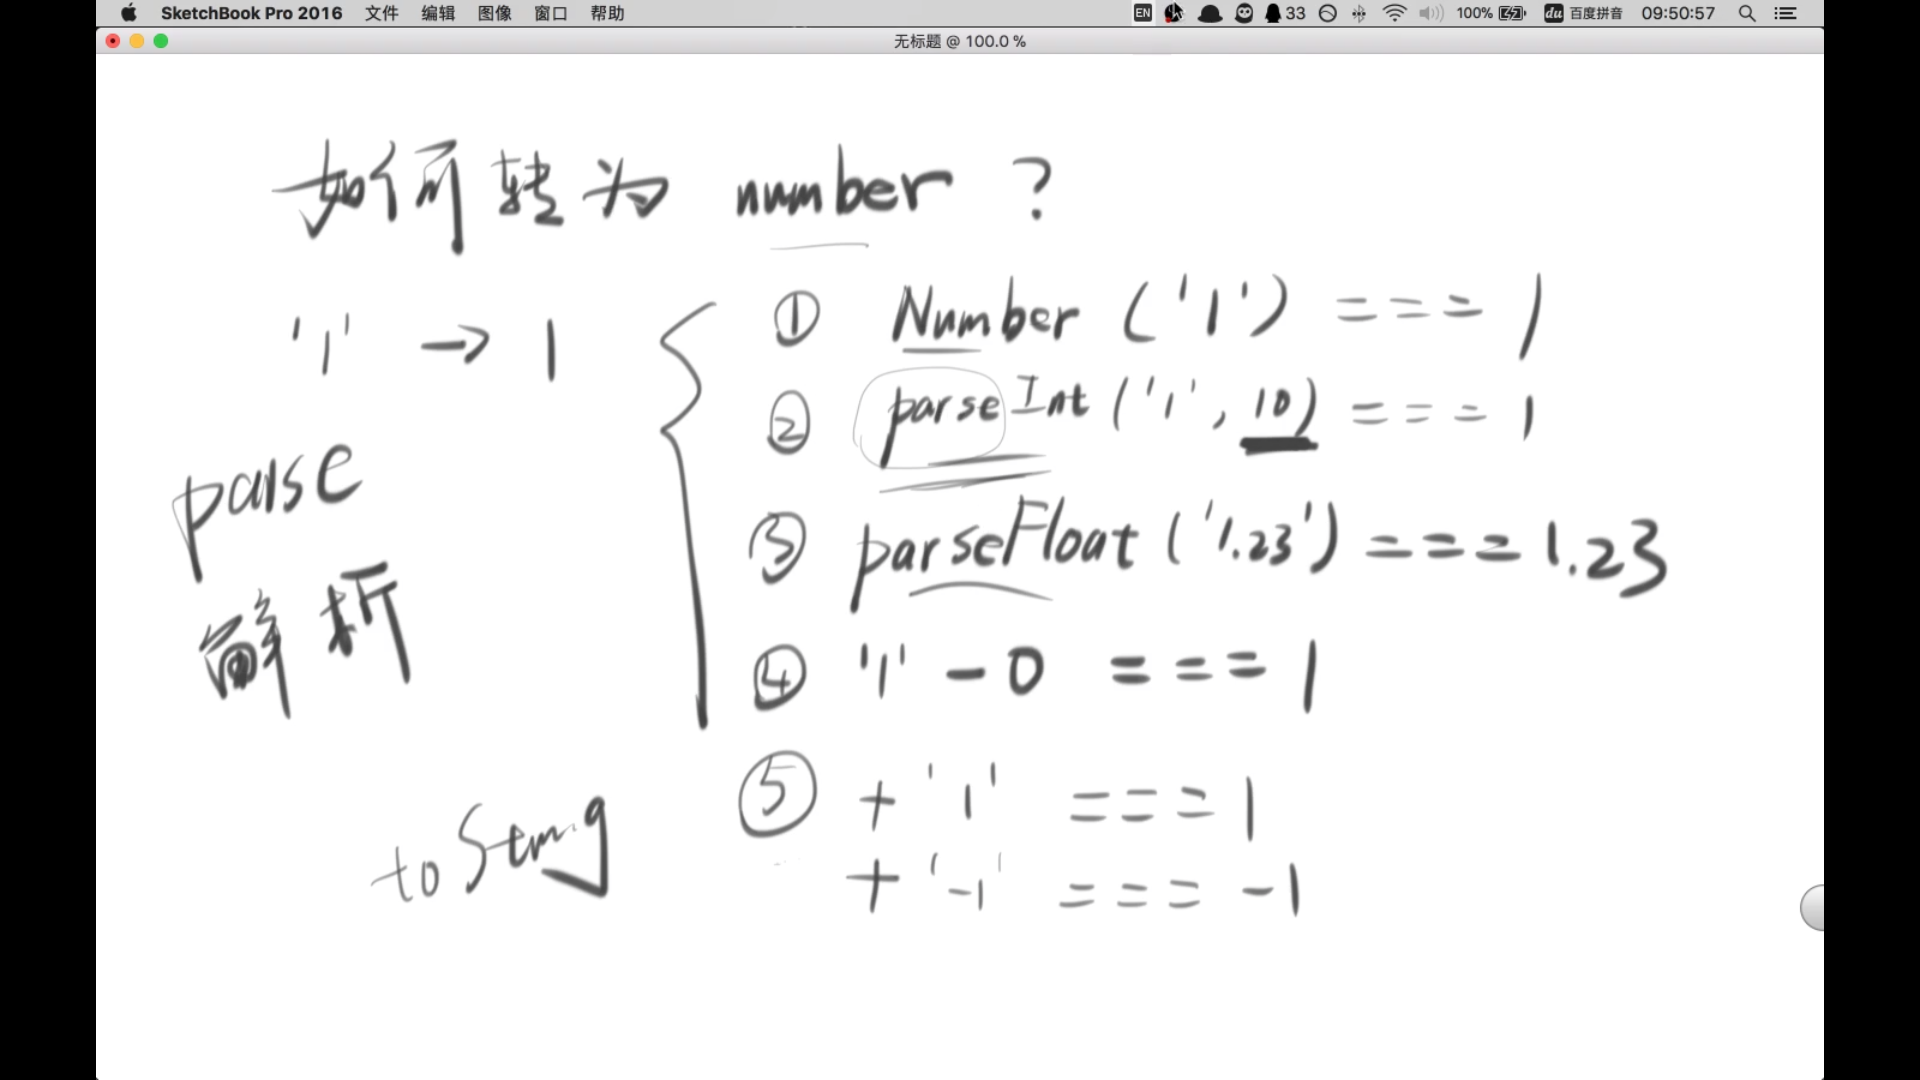 SketchBook Pro 2016 文件 编辑 图像 窗口 帮助 EN 33 100% du 百度拼音 09:50:57
无标题 @ 100.0 %
如何转为 number ?
'1' → 1
① Number ('1') === 1
② parseInt ('1', 10) === 1
③ parseFloat ('1.23') === 1.23
④ '1' - 0 === 1
⑤ + '1' === 1
+ '-1' === -1
parse
解析
toString